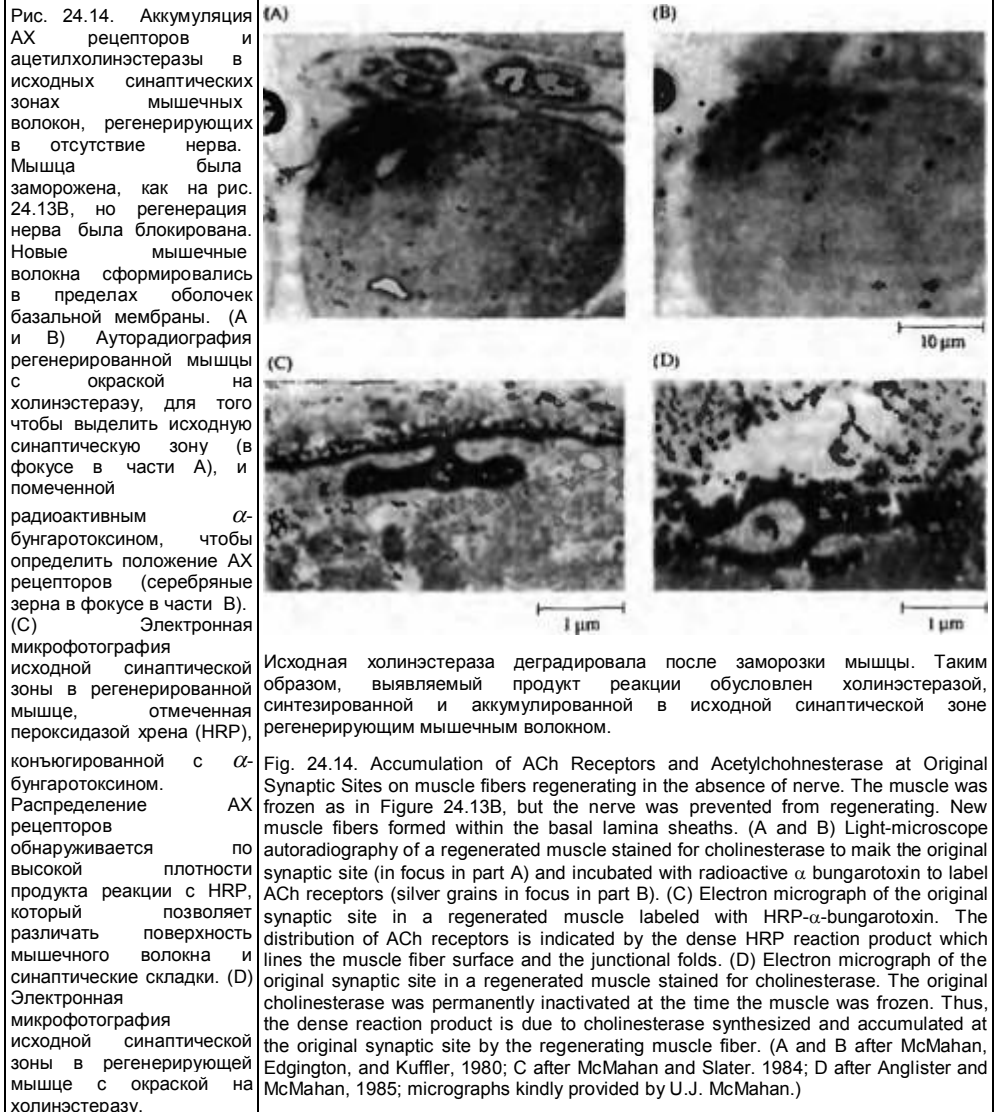 Рис. 24.14. Аккумуляция
АХ рецепторов и
ацетилхолинэстеразы в
исходных синаптических
зонах мышечных
волокон, регенерирующих
в отсутствие нерва.
Мышца была
заморожена, как на рис.
24.13В, но регенерация
нерва была блокирована.
Новые мышечные
волокна сформировались
в пределах оболочек
базальной мембраны. (А
и В) Ауторадиография
регенерированной мышцы
с окраской на
холинэстераэу, для того
чтобы выделить исходную
синаптическую зону (в
фокусе в части А), и
помеченной
радиоактивным α-
бунгаротоксином, чтобы
определить положение АХ
рецепторов (серебряные
зерна в фокусе в части В).
(С) Электронная
микрофотография
исходной синаптической
зоны в регенерированной
мышце, отмеченная
пероксидазой хрена (HRP),
конъюгированной с α-
бунгаротоксином.
Распределение АХ
рецепторов
обнаруживается по
высокой плотности
продукта реакции с HRP,
который позволяет
различать поверхность
мышечного волокна и
синаптические складки. (D)
Электронная
микрофотография
исходной синаптической
зоны в регенерирующей
мышце с окраской на
холинэстеразу.
(A)
(B)
10 µm
(C)
(D)
1 µm
1 µm
Исходная холинэстераза деградировала после заморозки мышцы. Таким
образом, выявляемый продукт реакции обусловлен холинэстеразой,
синтезированной и аккумулированной в исходной синаптической зоне
регенерирующим мышечным волокном.
Fig. 24.14. Accumulation of ACh Receptors and Acetylchohnesterase at Original
Synaptic Sites on muscle fibers regenerating in the absence of nerve. The muscle was
frozen as in Figure 24.13B, but the nerve was prevented from regenerating. New
muscle fibers formed within the basal lamina sheaths. (A and B) Light-microscope
autoradiography of a regenerated muscle stained for cholinesterase to maik the original
synaptic site (in focus in part A) and incubated with radioactive α bungarotoxin to label
ACh receptors (silver grains in focus in part B). (C) Electron micrograph of the original
synaptic site in a regenerated muscle labeled with HRP-α-bungarotoxin. The
distribution of ACh receptors is indicated by the dense HRP reaction product which
lines the muscle fiber surface and the junctional folds. (D) Electron micrograph of the
original synaptic site in a regenerated muscle stained for cholinesterase. The original
cholinesterase was permanently inactivated at the time the muscle was frozen. Thus,
the dense reaction product is due to cholinesterase synthesized and accumulated at
the original synaptic site by the regenerating muscle fiber. (A and B after McMahan,
Edgington, and Kuffler, 1980; C after McMahan and Slater. 1984; D after Anglister and
McMahan, 1985; micrographs kindly provided by U.J. McMahan.)